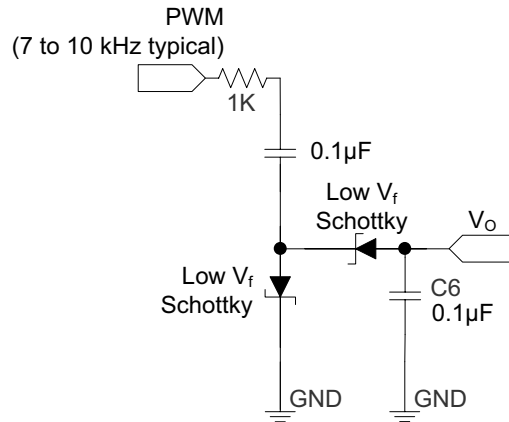 PWM
(7 to 10 kHz typical)
1K
0.1µF
Low Vf
Schottky
VO
Low Vf
Schottky
C6
0.1µF
GND
GND